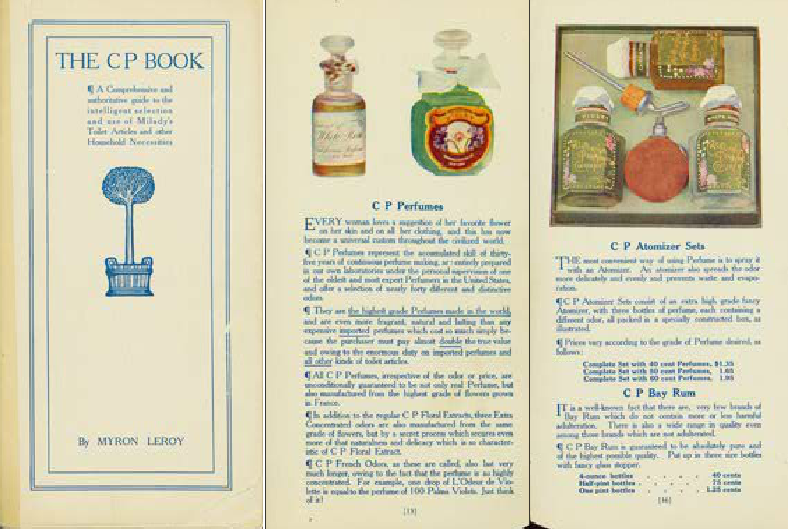 THE C P BOOK
¶ A Comprehensive and
authoritative guide to the
intelligent selection
and use of Milady's
Toilet Articles and other
Household Necessities
By MYRON LEROY
C P Perfumes
EVERY woman loves a suggestion of her favorite flower
on her skin and on all her clothing, and this has now
become a universal custom throughout the civilized world.
¶ C P Perfumes represent the accumulated skill of thirty-
five years of continuous perfume making, are entirely prepared
in our own laboratories under the personal supervision of one
of the oldest and most expert Perfumers in the United States,
and offer a selection of nearly forty different and distinctive
odors.
¶ They are the highest grade Perfumes made in the world,
and are even more fragrant, natural and lasting than any
expensive imported perfumes which cost so much simply be-
cause the purchaser must pay almost double the true value
and owing to the enormous duty on imported perfumes and
all other kinds of toilet articles.
¶ All C P Perfumes, irrespective of the odor or price, are
unconditionally guaranteed to be not only real Perfume, but
also manufactured from the highest grade of flowers grown
in France.
¶ In addition to the regular C P Floral Extracts, three Extra
Concentrated odors are also manufactured from the same
grade of flowers, but by a secret process which secures even
more of that naturalness and delicacy which is so character-
istic of C P Floral Extract.
¶ C P French Odors, as these are called, also last very
much longer, owing to the fact that the perfume is so highly
concentrated. For example, one drop of L'Odeur de Vio-
lette is equal to the perfume of 100 Palma Violets. Just think
of it!
C P Atomizer Sets
THE most convenient way of using Perfume is to spray it
with an Atomizer. An atomizer also spreads the odor
more delicately and evenly and prevents waste and evapo-
ration.
¶ C P Atomizer Sets consist of an extra high grade fancy
Atomizer, with three bottles of perfume, each containing a
different odor, all packed in a specially constructed box, as
illustrated.
¶ Prices vary according to the grade of Perfume desired, as
follows:
Complete Set with 40 cent Perfumes, $1.35
Complete Set with 50 cent Perfumes, 1.65
Complete Set with 60 cent Perfumes, 1.95
C P Bay Rum
IT is a well-known fact that there are very few brands of
Bay Rum which do not contain more or less harmful
adulteration. There is also a wide range in quality even
among those brands which are not adulterated.
¶ C P Bay Rum is guaranteed to be absolutely pure and
of the highest possible quality. Put up in three size bottles
with fancy glass stopper.
4-ounce bottles . . . . 40 cents
Half-pint bottles . . . . 75 cents
One pint bottles . . . . 1.25 cents